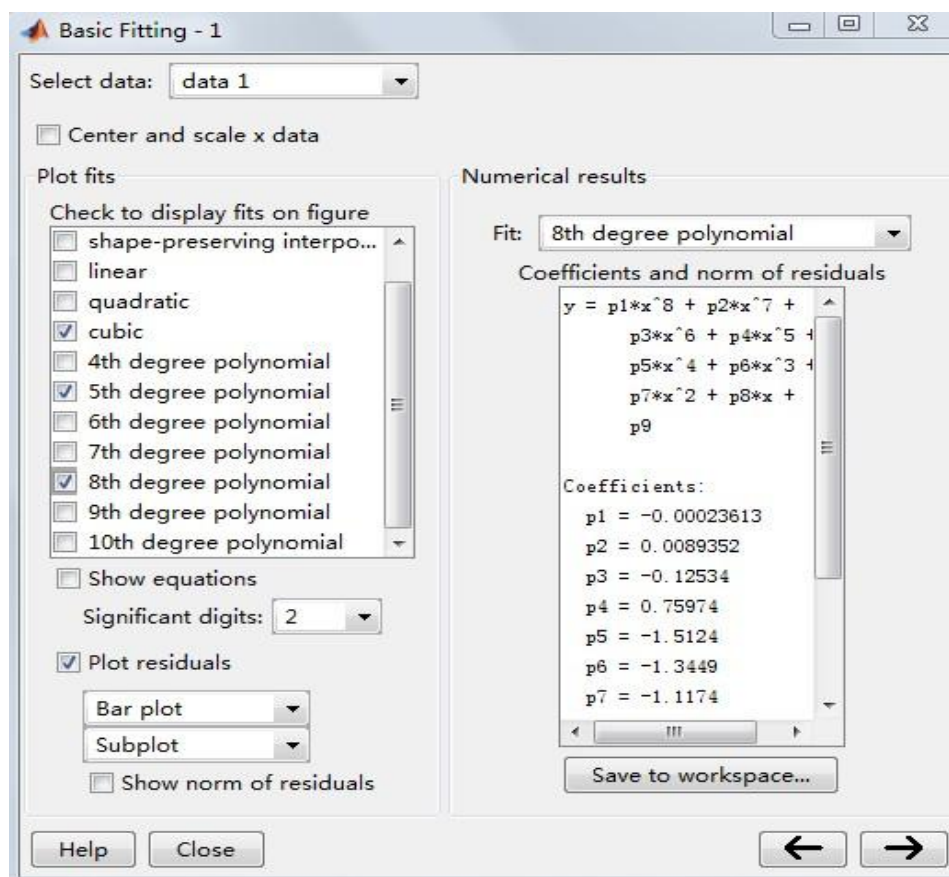 Basic Fitting - 1
Select data: data 1
Center and scale x data
Plot fits
Check to display fits on figure
shape-preserving interpo...
linear
quadratic
cubic
4th degree polynomial
5th degree polynomial
6th degree polynomial
7th degree polynomial
8th degree polynomial
9th degree polynomial
10th degree polynomial
Show equations
Significant digits: 2
Plot residuals
Bar plot
Subplot
Show norm of residuals
Numerical results
Fit: 8th degree polynomial
Coefficients and norm of residuals
y = p1*x^8 + p2*x^7 +
p3*x^6 + p4*x^5 +
p5*x^4 + p6*x^3 +
p7*x^2 + p8*x +
p9
Coefficients:
p1 = -0.00023613
p2 = 0.0089352
p3 = -0.12534
p4 = 0.75974
p5 = -1.5124
p6 = -1.3449
p7 = -1.1174
Save to workspace...
Help Close